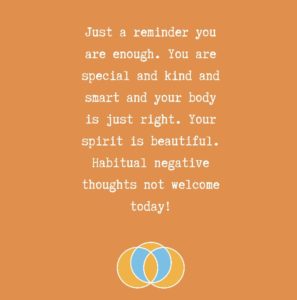 Just a reminder you
are enough. You are
special and kind and
smart and your body
is just right. Your
spirit is beautiful.
Habitual negative
thoughts not welcome
today!